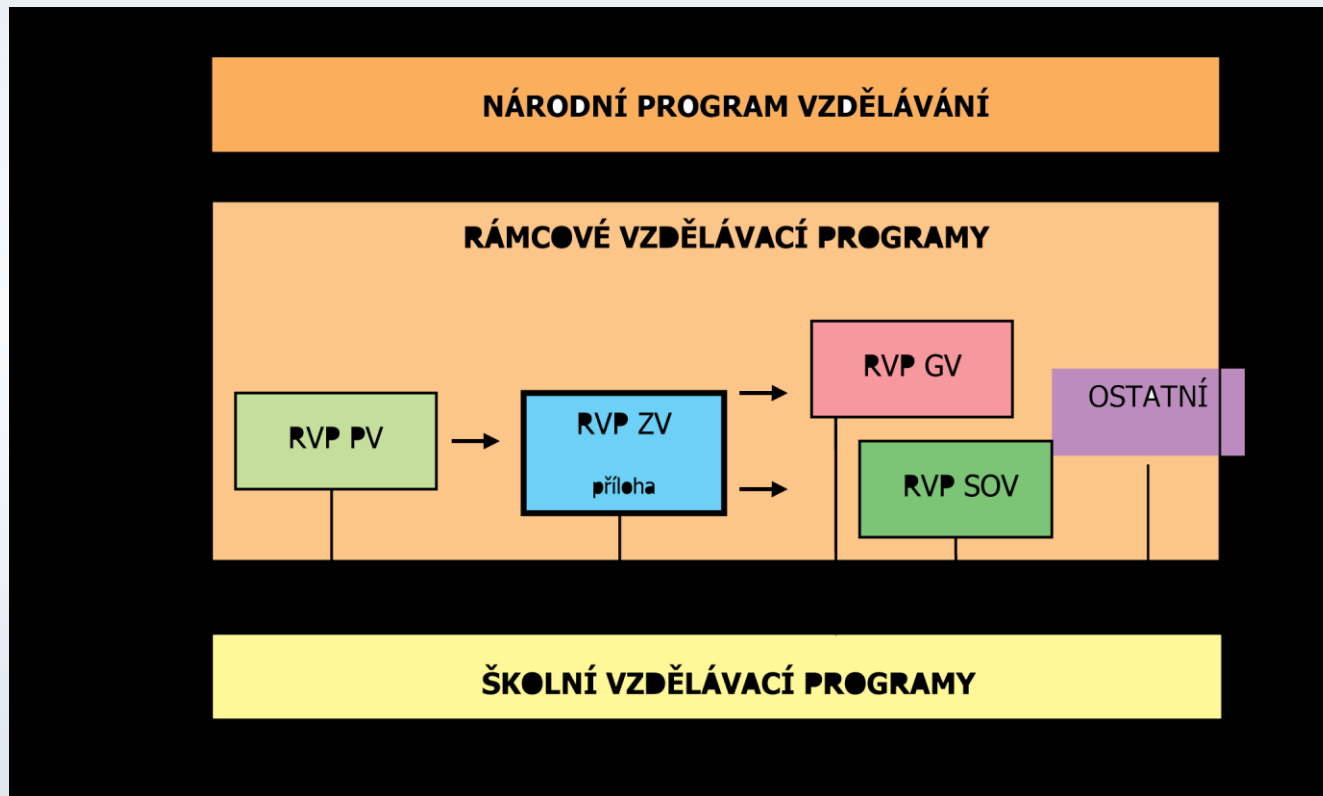 NÁRODNÍ PROGRAM VZDĚLÁVÁNÍ
RÁMCOVÉ VZDĚLÁVACÍ PROGRAMY
RVP PV
RVP ZV
příloha
RVP GV
RVP SOV
OSTATNÍ
ŠKOLNÍ VZDĚLÁVACÍ PROGRAMY